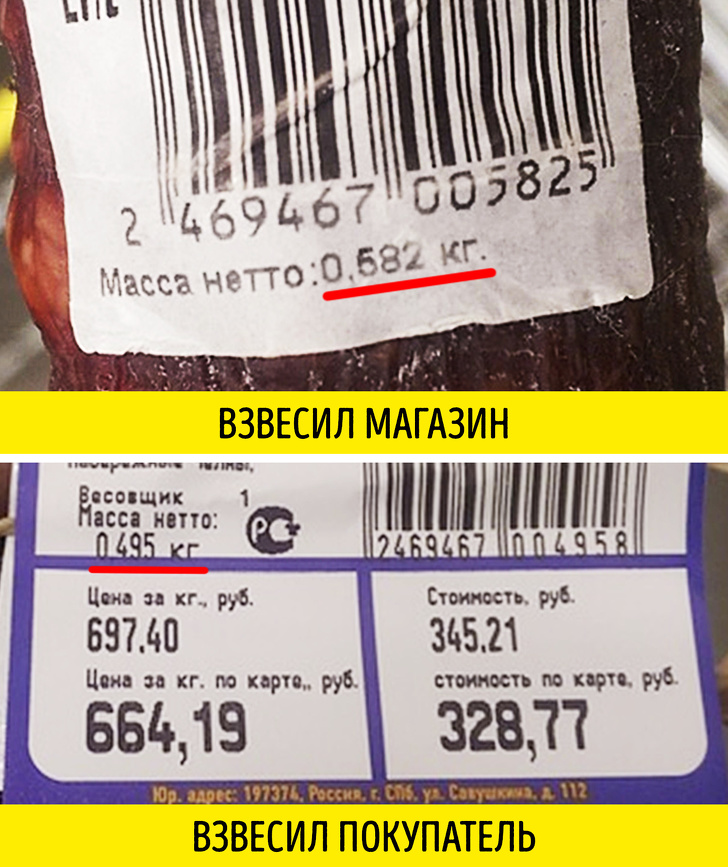 2 469467 005825
Масса нетто:0,582 кг.
ВЗВЕСИЛ МАГАЗИН
Весовщик 1
Масса нетто:
0,495 кг
РС
2469467 004958
Цена за кг., руб.
697.40
Стоимость, руб.
345.21
Цена за кг. по карте,, руб.
664,19
стоимость по карте, руб.
328,77
Юр. адрес: 197374, Россия, г. СПб, ул. Савушкина, д. 112
ВЗВЕСИЛ ПОКУПАТЕЛЬ